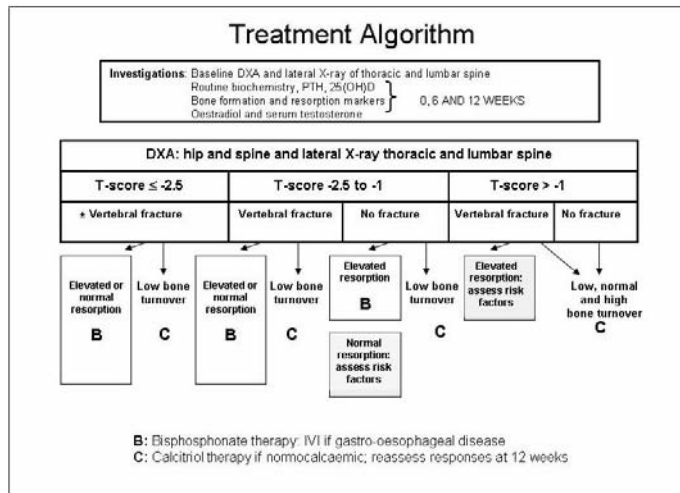 Treatment Algorithm
Investigations: Baseline DXA and lateral X-ray of thoracic and lumbar spine
Routine biochemistry, PTH, 25(OH)D
Bone formation and resorption markers
Oestradiol and serum testosterone
0, 6 AND 12 WEEKS
DXA: hip and spine and lateral X-ray thoracic and lumbar spine
T-score ≤ -2.5
T-score -2.5 to -1
T-score > -1
± Vertebral fracture
Vertebral fracture
No fracture
Vertebral fracture
No fracture
Elevated or
normal
resorption
B
Low bone
turnover
C
Elevated or
normal
resorption
B
Low bone
turnover
C
Elevated
resorption
B
Normal
resorption:
assess risk
factors
Low bone
turnover
C
Elevated
resorption:
assess risk
factors
Low, normal
and high
bone turnover
C
B: Bisphosphonate therapy: IVI if gastro-oesophageal disease
C: Calcitriol therapy if normocalcaemic; reassess responses at 12 weeks